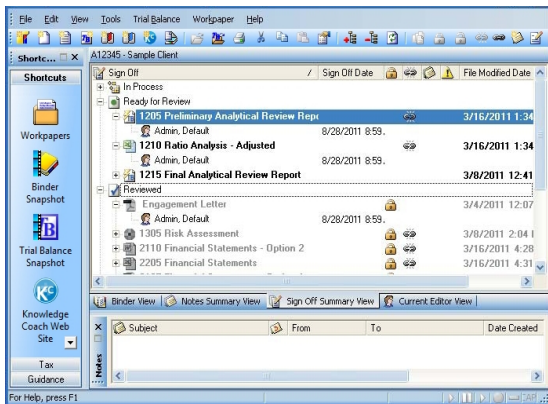 File Edit View Tools Trial Balance Workpaper Help
Shortc... X
A12345 - Sample Client
Shortcuts
Workpapers
Binder
Snapshot
Trial Balance
Snapshot
Knowledge
Coach Web
Site
Tax
Guidance
Sign Off / Sign Off Date File Modified Date
In Process
Ready for Review
1205 Preliminary Analytical Review Repo 3/16/2011 1:34
Admin, Default 8/28/2011 8:59.
1210 Ratio Analysis - Adjusted 3/16/2011 1:34
Admin, Default 8/28/2011 8:59.
1215 Final Analytical Review Report 3/8/2011 12:41
Reviewed
Engagement Letter 3/4/2011 12:07
Admin, Default 8/28/2011 8:59.
1305 Risk Assessment 3/8/2011 2:04
2110 Financial Statements - Option 2 3/16/2011 4:28
2205 Financial Statements 3/16/2011 4:31
Binder View Notes Summary View Sign Off Summary View Current Editor View
Notes
Subject From To Date Created
For Help, press F1